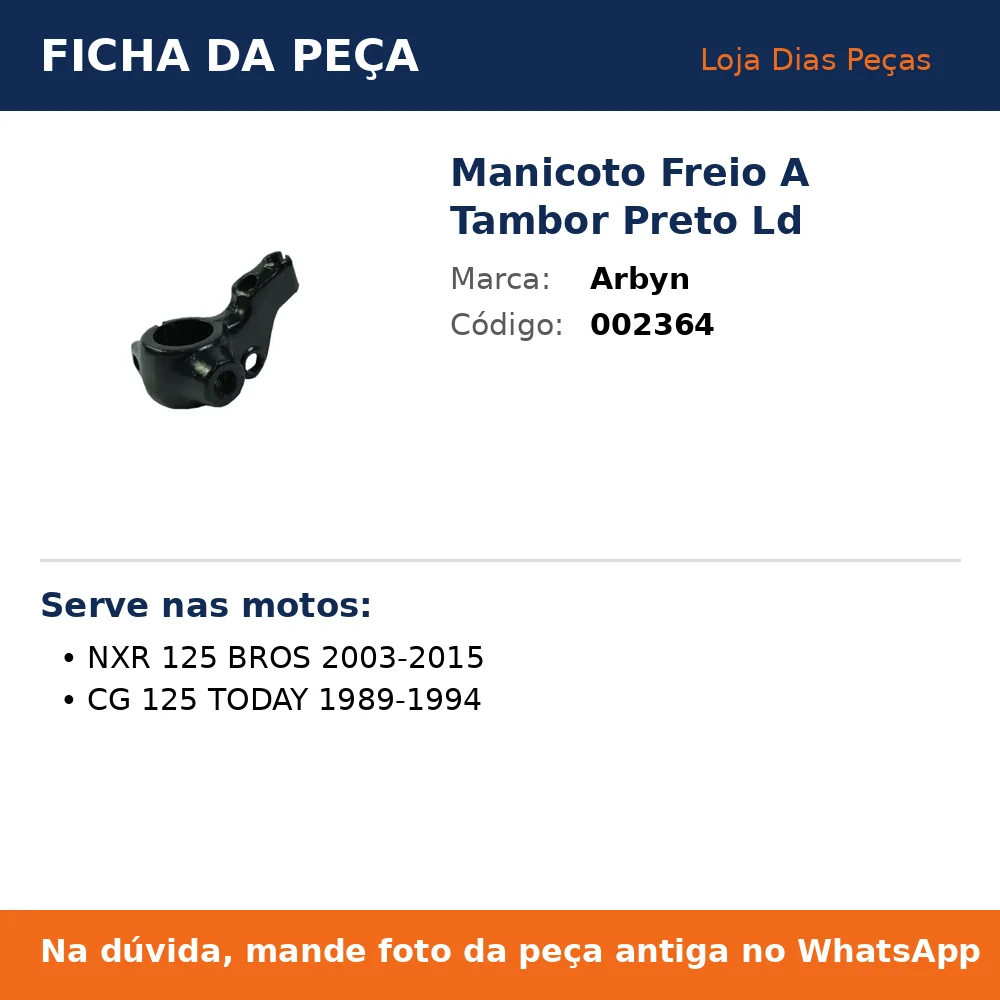 FICHA DA PEÇA
Loja Dias Peças
Manicoto Freio A
Tambor Preto Ld
Marca: Arbyn
Código: 002364
Serve nas motos:
• NXR 125 BROS 2003-2015
• CG 125 TODAY 1989-1994
Na dúvida, mande foto da peça antiga no WhatsApp